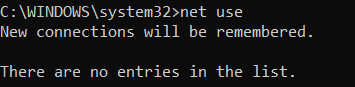 C:\WINDOWS\system32>net use
New connections will be remembered.
There are no entries in the list.